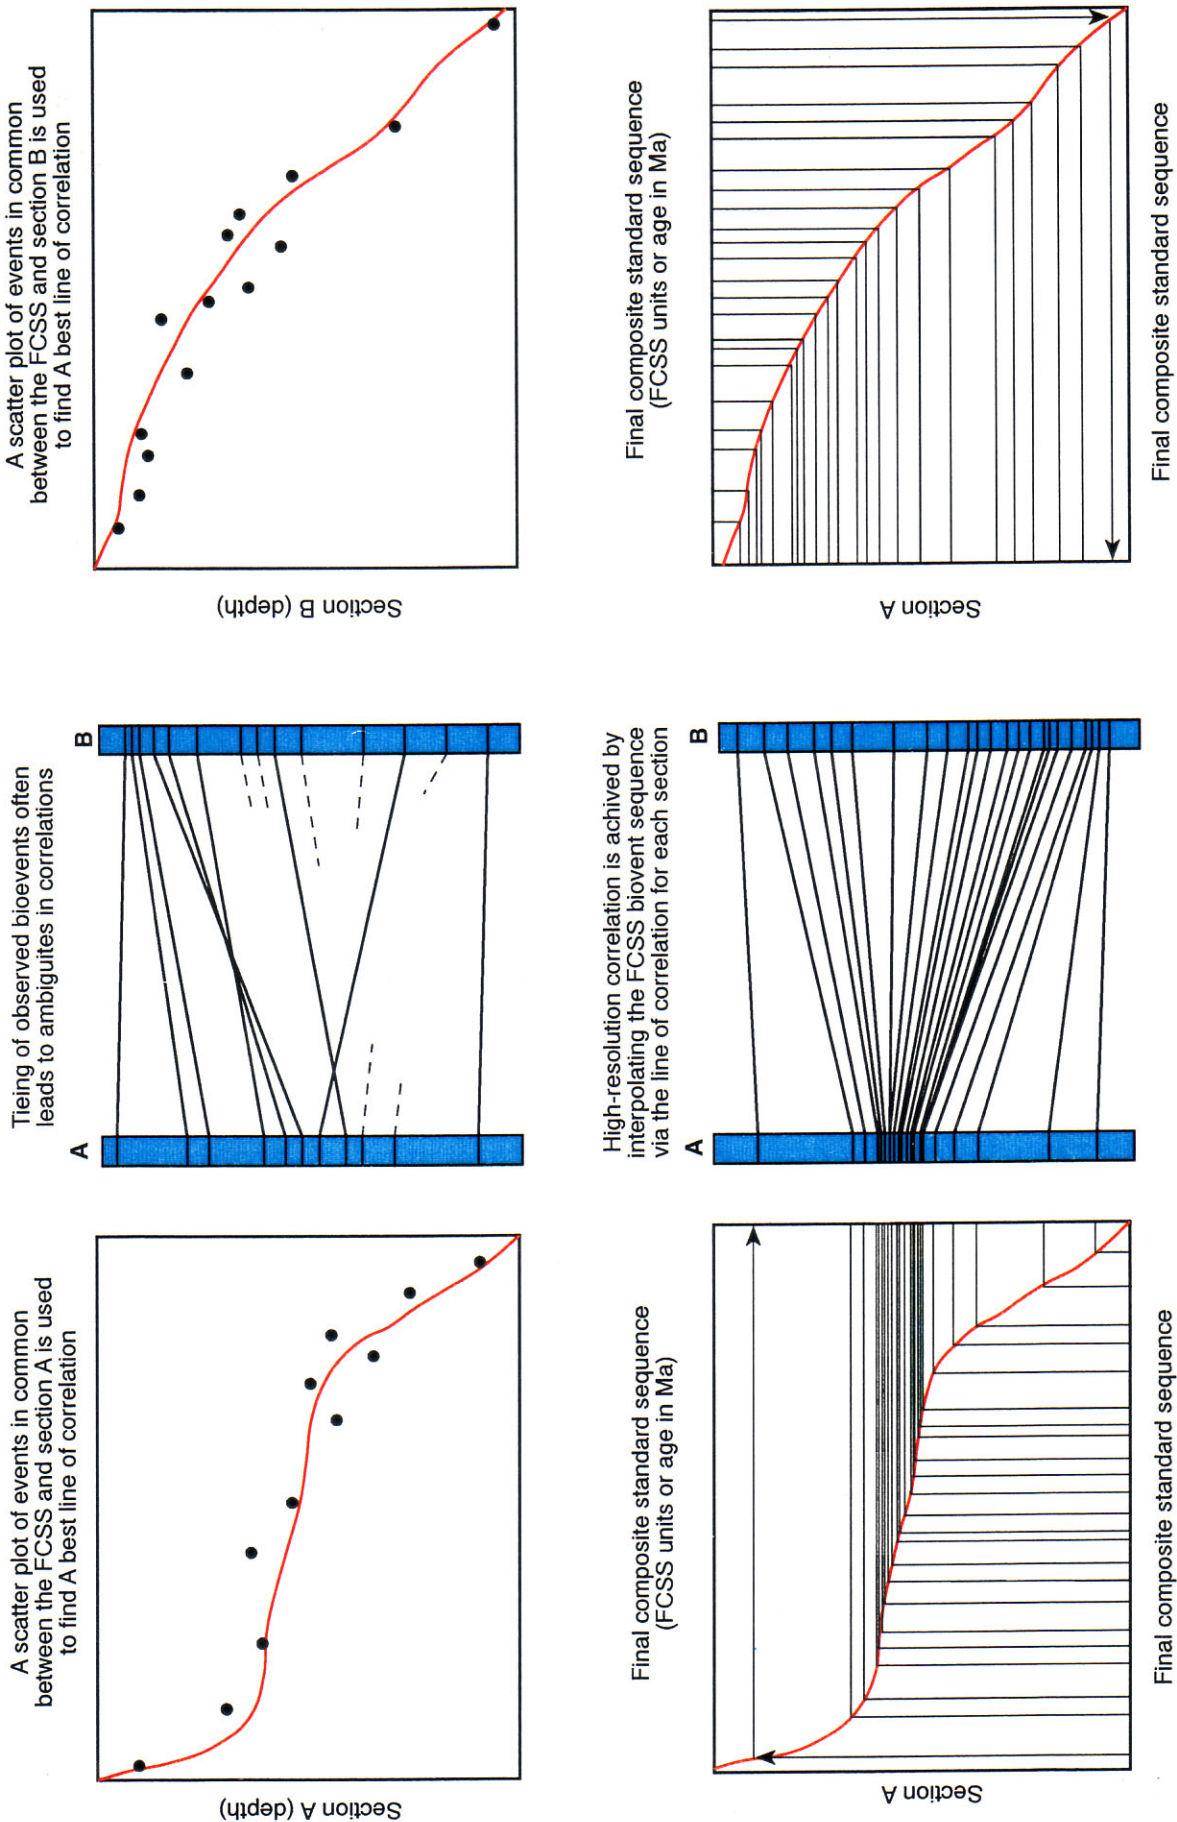 A scatter plot of events in common
between the FCSS and section A is used
to find A best line of correlation
Section A (depth)
Tieing of observed bioevents often
leads to ambiguites in correlations
A
B
A scatter plot of events in common
between the FCSS and section B is used
to find A best line of correlation
Section B (depth)
Final composite standard sequence
(FCSS units or age in Ma)
Section A
Final composite standard sequence
High-resolution correlation is achived by
interpolating the FCSS biovent sequence
via the line of correlation for each section
A
B
Final composite standard sequence
(FCSS units or age in Ma)
Section A
Final composite standard sequence